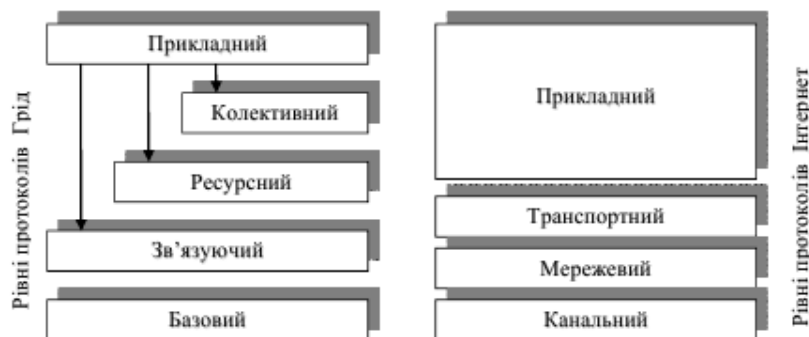 Рівні протоколів Грід
Прикладний
Колективний
Ресурсний
Зв’язуючий
Базовий
Прикладний
Транспортний
Мережевий
Канальний
Рівні протоколів Інтернет